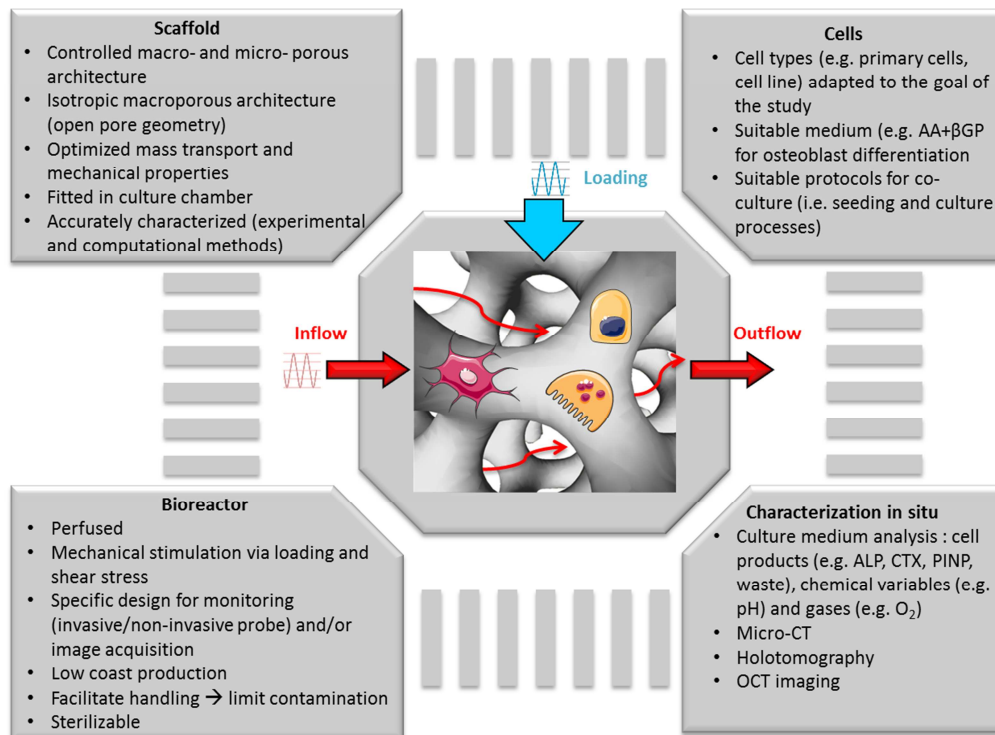 Scaffold
• Controlled macro- and micro- porous
architecture
• Isotropic macroporous architecture
(open pore geometry)
• Optimized mass transport and
mechanical properties
• Fitted in culture chamber
• Accurately characterized (experimental
and computational methods)
Cells
• Cell types (e.g. primary cells,
cell line) adapted to the goal of
the study
• Suitable medium (e.g. AA+βGP
for osteoblast differentiation
• Suitable protocols for co-
culture (i.e. seeding and culture
processes)
Loading
Inflow
Outflow
Bioreactor
• Perfused
• Mechanical stimulation via loading and
shear stress
• Specific design for monitoring
(invasive/non-invasive probe) and/or
image acquisition
• Low coast production
• Facilitate handling → limit contamination
• Sterilizable
Characterization in situ
• Culture medium analysis : cell
products (e.g. ALP, CTX, PINP,
waste), chemical variables (e.g.
pH) and gases (e.g. O₂)
• Micro-CT
• Holotomography
• OCT imaging